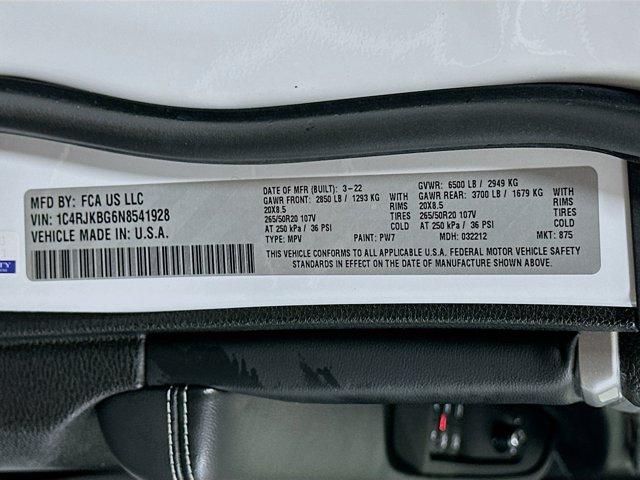 MFD BY: FCA US LLC
VIN: 1C4RJKBG6N8541928
VEHICLE MADE IN: U.S.A.
DATE OF MFR (BUILT): 3-22
GAWR FRONT: 2850 LB / 1293 KG WITH
20X8.5 RIMS
265/50R20 107V TIRES
AT 250 kPa / 36 PSI COLD
TYPE: MPV PAINT: PW7
GVWR: 6500 LB / 2949 KG
GAWR REAR: 3700 LB / 1679 KG WITH
20X8.5 RIMS
265/50R20 107V TIRES
AT 250 kPa / 36 PSI COLD
MDH: 032212 MKT: 875
THIS VEHICLE CONFORMS TO ALL APPLICABLE U.S.A. FEDERAL MOTOR VEHICLE SAFETY
STANDARDS IN EFFECT ON THE DATE OF MANUFACTURE SHOWN ABOVE.